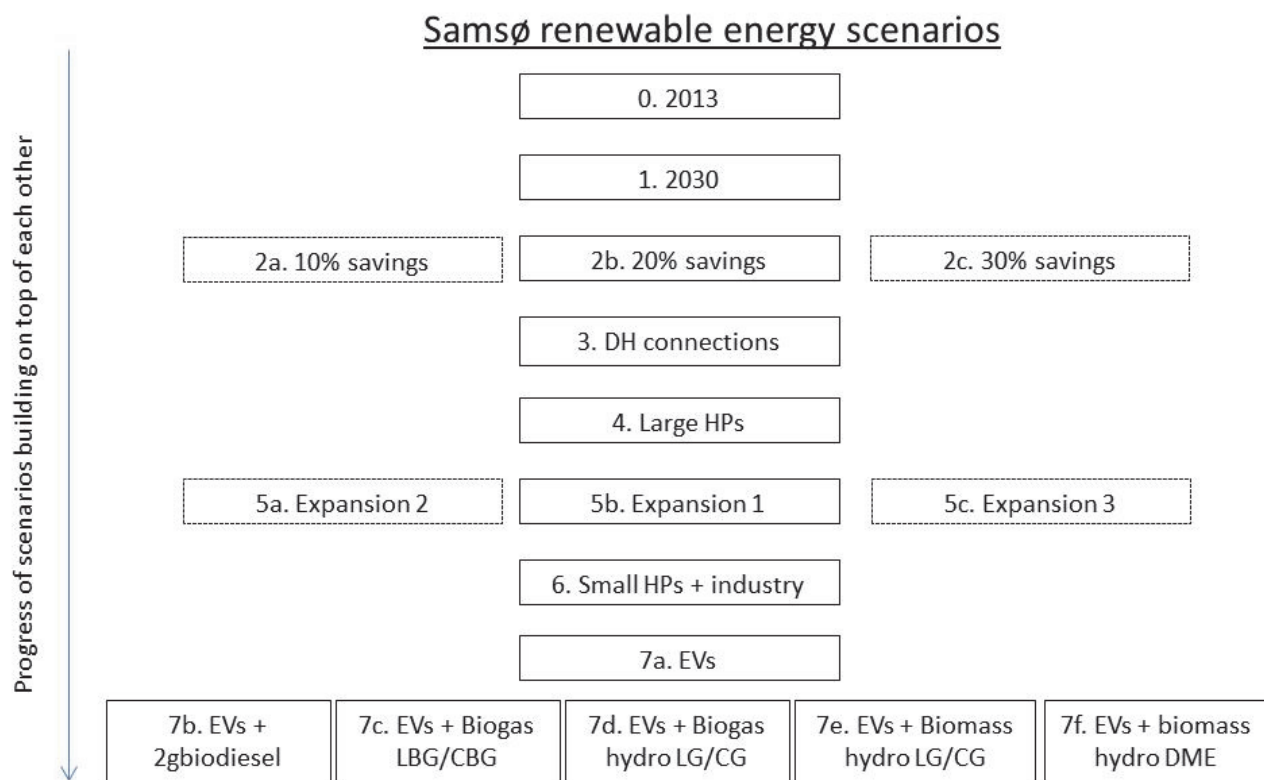 Samsø renewable energy scenarios
Progress of scenarios building on top of each other
0. 2013
1. 2030
2a. 10% savings
2b. 20% savings
2c. 30% savings
3. DH connections
4. Large HPs
5a. Expansion 2
5b. Expansion 1
5c. Expansion 3
6. Small HPs + industry
7a. EVs
7b. EVs +
2gbiodiesel
7c. EVs + Biogas
LBG/CBG
7d. EVs + Biogas
hydro LG/CG
7e. EVs + Biomass
hydro LG/CG
7f. EVs + biomass
hydro DME